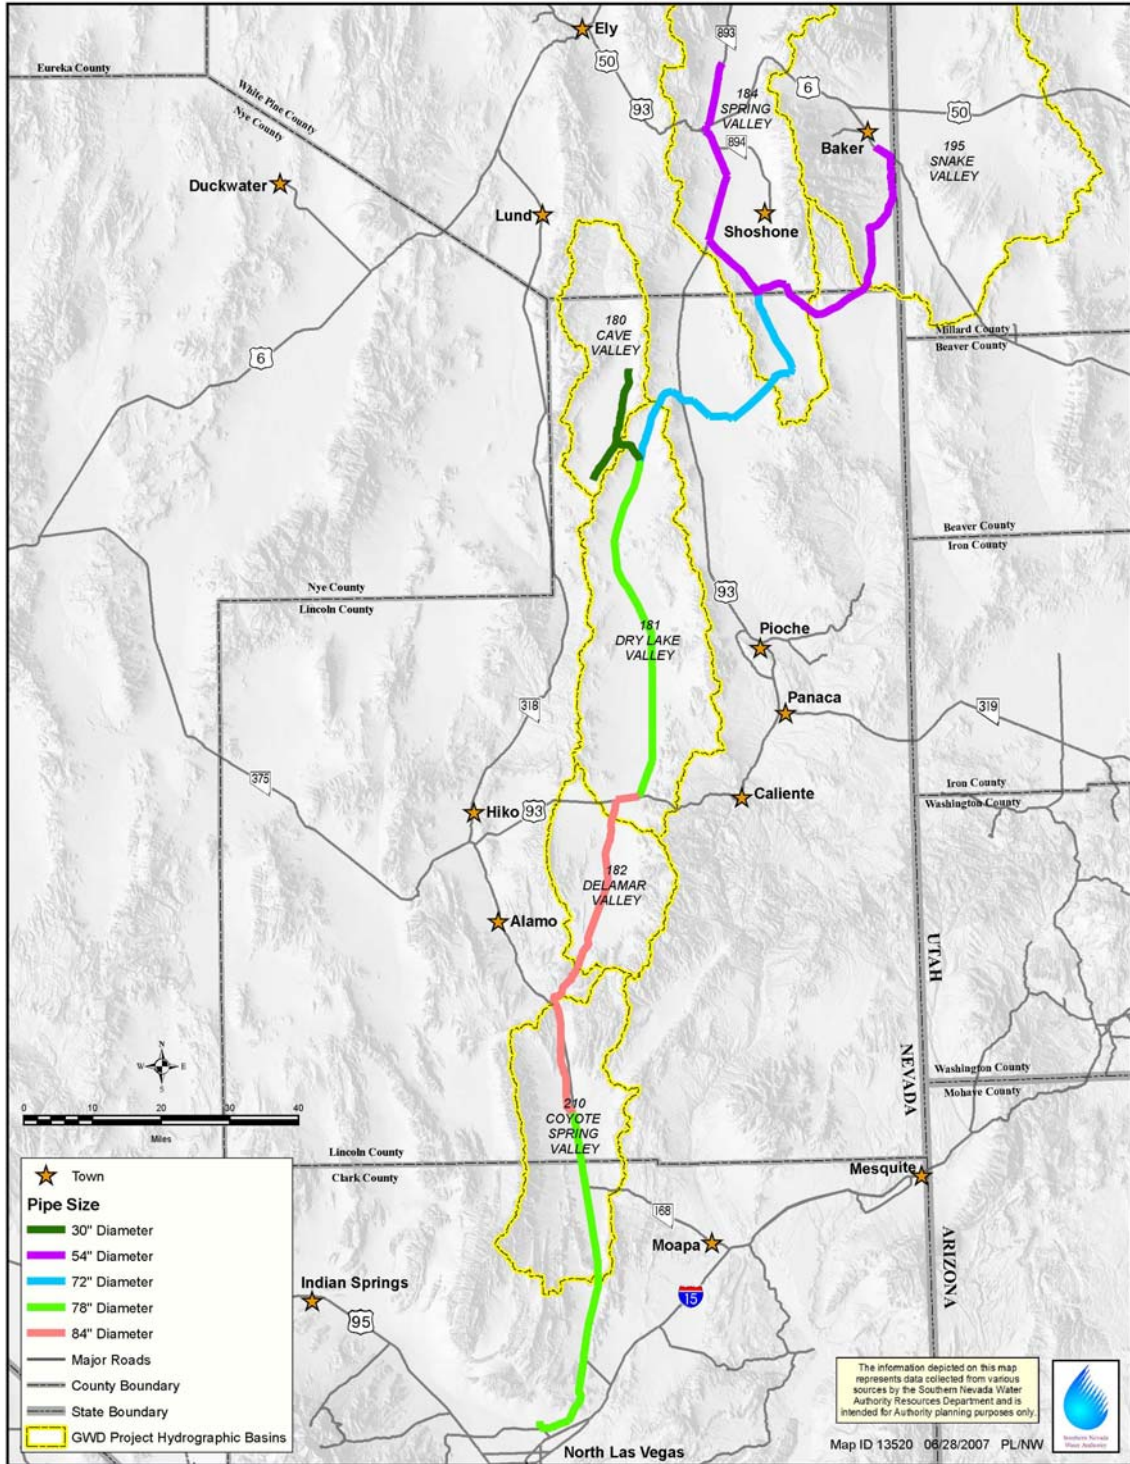 Ely
893
50
Eureka County
White Pine County
Nye County
93
6
184
SPRING
VALLEY
50
894
Baker
195
SNAKE
VALLEY
Duckwater
Lund
Shoshone
180
CAVE
VALLEY
Millard County
Beaver County
6
Beaver County
Iron County
Nye County
Lincoln County
93
181
DRY LAKE
VALLEY
Pioche
Panaca
318
319
375
Iron County
Washington County
Caliente
Hiko
93
182
DELAMAR
VALLEY
Alamo
UTAH
NEVADA
N
W E
S
Washington County
Mohave County
0 10 20 30 40
Miles
210
COYOTE
SPRING
VALLEY
Lincoln County
Clark County
Mesquite
168
Moapa
ARIZONA
15
Indian Springs
95
North Las Vegas
Town
Pipe Size
30" Diameter
54" Diameter
72" Diameter
78" Diameter
84" Diameter
Major Roads
County Boundary
State Boundary
GWD Project Hydrographic Basins
The information depicted on this map
represents data collected from various
sources by the Southern Nevada Water
Authority Resources Department and is
intended for Authority planning purposes only.
Southern Nevada
Water Authority
Map ID 13520 06/28/2007 PL/NW